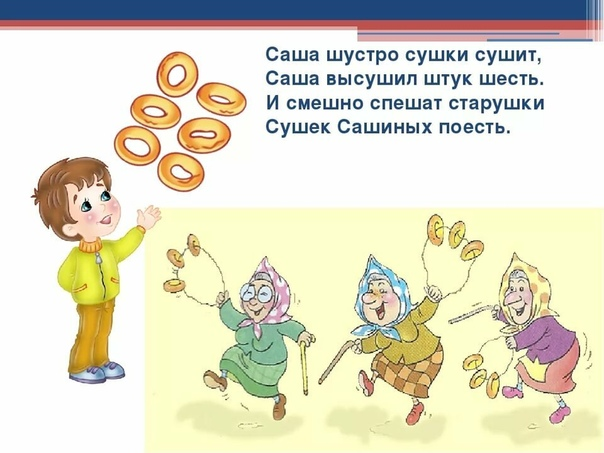 Саша шустро сушки сушит,
Саша высушил штук шесть.
И смешно спешат старушки
Сушек Сашиных поесть.